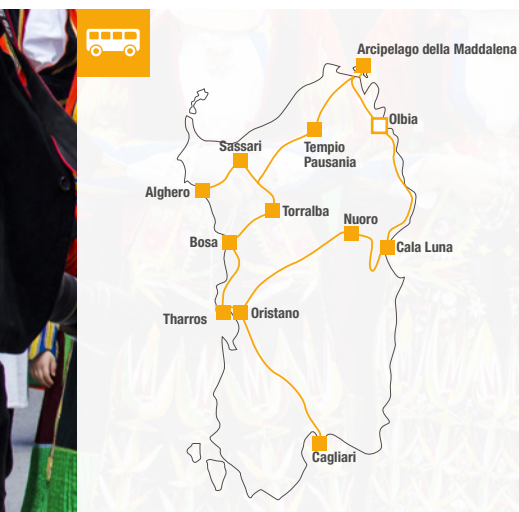 Arcipelago della Maddalena
Olbia
Sassari
Tempio
Pausania
Alghero
Torralba
Nuoro
Bosa
Cala Luna
Tharros
Oristano
Cagliari